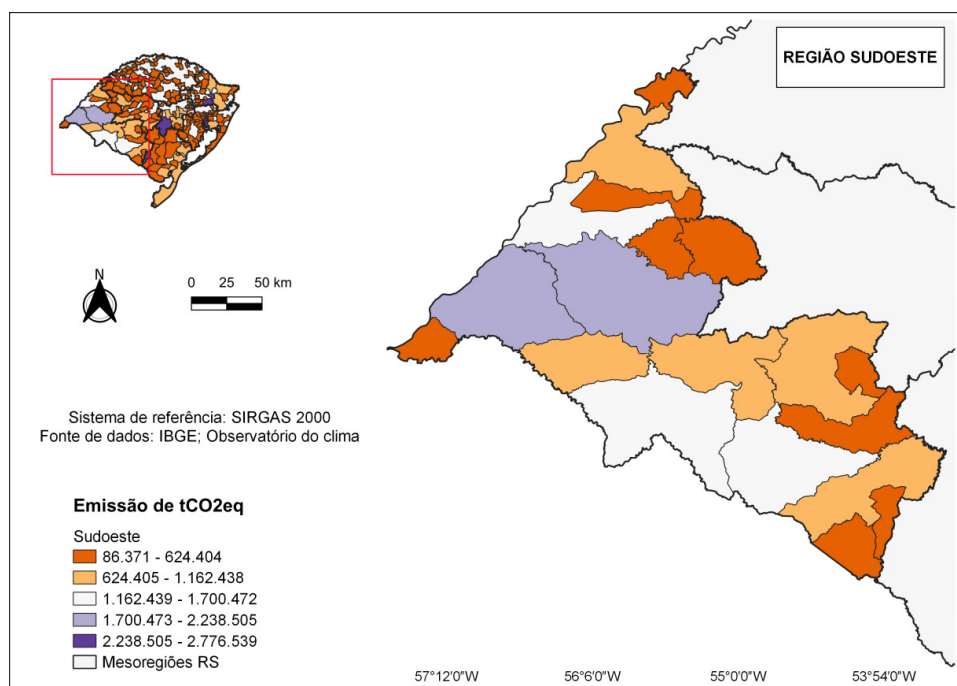 REGIÃO SUDOESTE
N
0 25 50 km
Sistema de referência: SIRGAS 2000
Fonte de dados: IBGE; Observatório do clima
Emissão de tCO2eq
Sudoeste
86.371 - 624.404
624.405 - 1.162.438
1.162.439 - 1.700.472
1.700.473 - 2.238.505
2.238.505 - 2.776.539
Mesoregiões RS
57°12'0"W 56°6'0"W 55°0'0"W 53°54'0"W